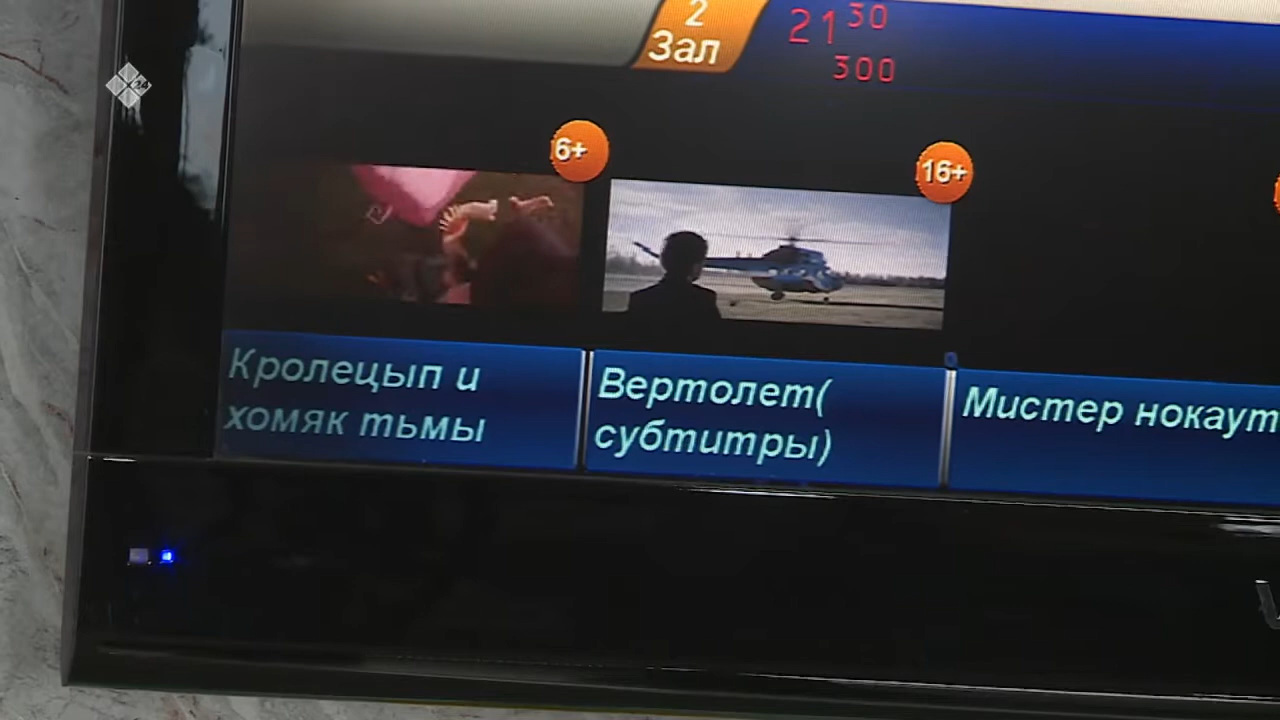 2
Зал
21 30
300
6+
16+
Кролецып и
хомяк тьмы
Вертолет(
субтитры)
Мистер нокаут